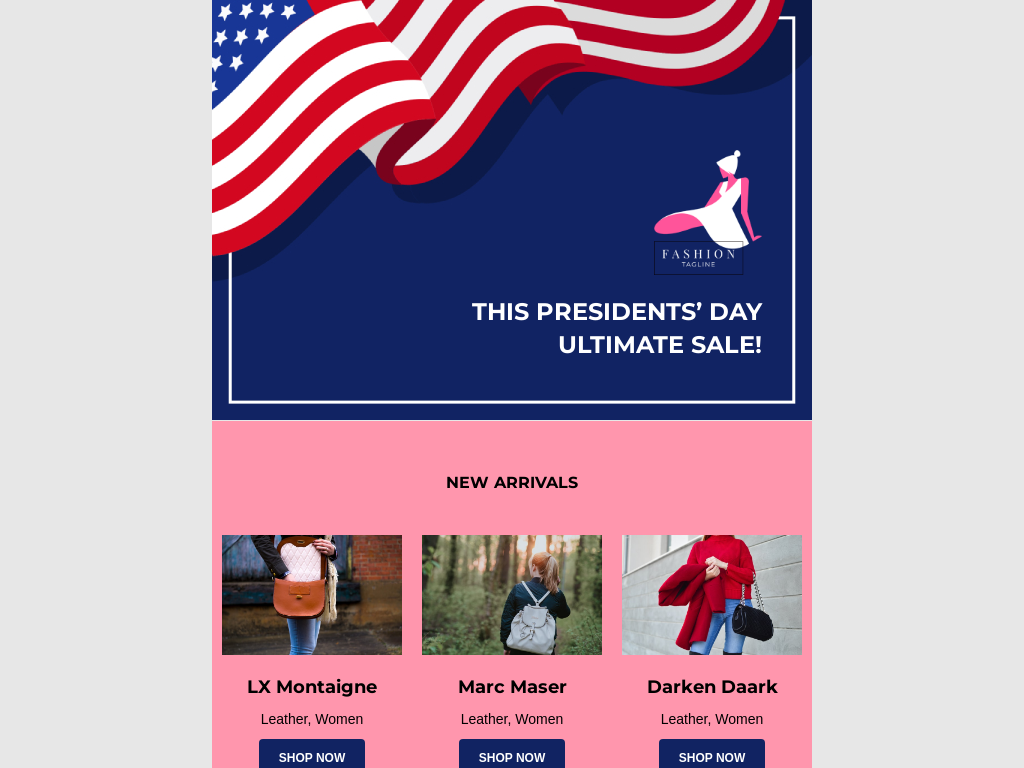 FASHION
TAGLINE
THIS PRESIDENTS’ DAY
ULTIMATE SALE!
NEW ARRIVALS
LX Montaigne
Leather, Women
SHOP NOW
Marc Maser
Leather, Women
SHOP NOW
Darken Daark
Leather, Women
SHOP NOW